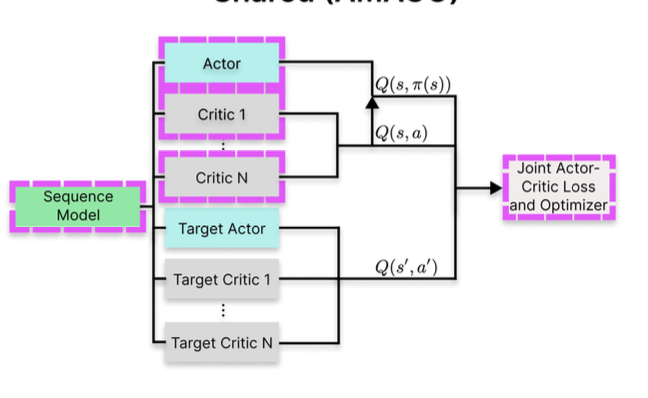 Shared (AMAGO)
Actor
Q(s, π(s))
Critic 1
Q(s, a)
⋮
Critic N
Joint Actor-
Critic Loss
and Optimizer
Sequence
Model
Target Actor
Target Critic 1
Q(s′, a′)
⋮
Target Critic N